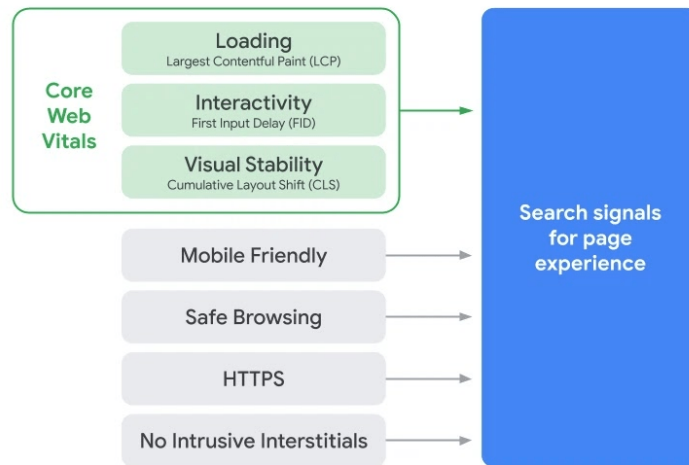 Core
Web
Vitals
Loading
Largest Contentful Paint (LCP)
Interactivity
First Input Delay (FID)
Visual Stability
Cumulative Layout Shift (CLS)
Mobile Friendly
Safe Browsing
HTTPS
No Intrusive Interstitials
Search signals
for page
experience